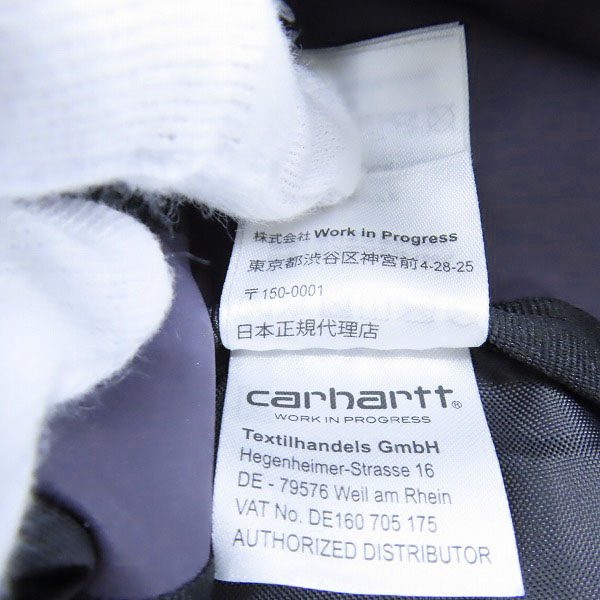 株式会社 Work in Progress
東京都渋谷区神宮前4-28-25
〒150-0001
日本正規代理店
carhartt®
WORK IN PROGRESS
Textilhandels GmbH
Hegenheimer-Strasse 16
DE - 79576 Weil am Rhein
VAT No. DE160 705 175
AUTHORIZED DISTRIBUTOR